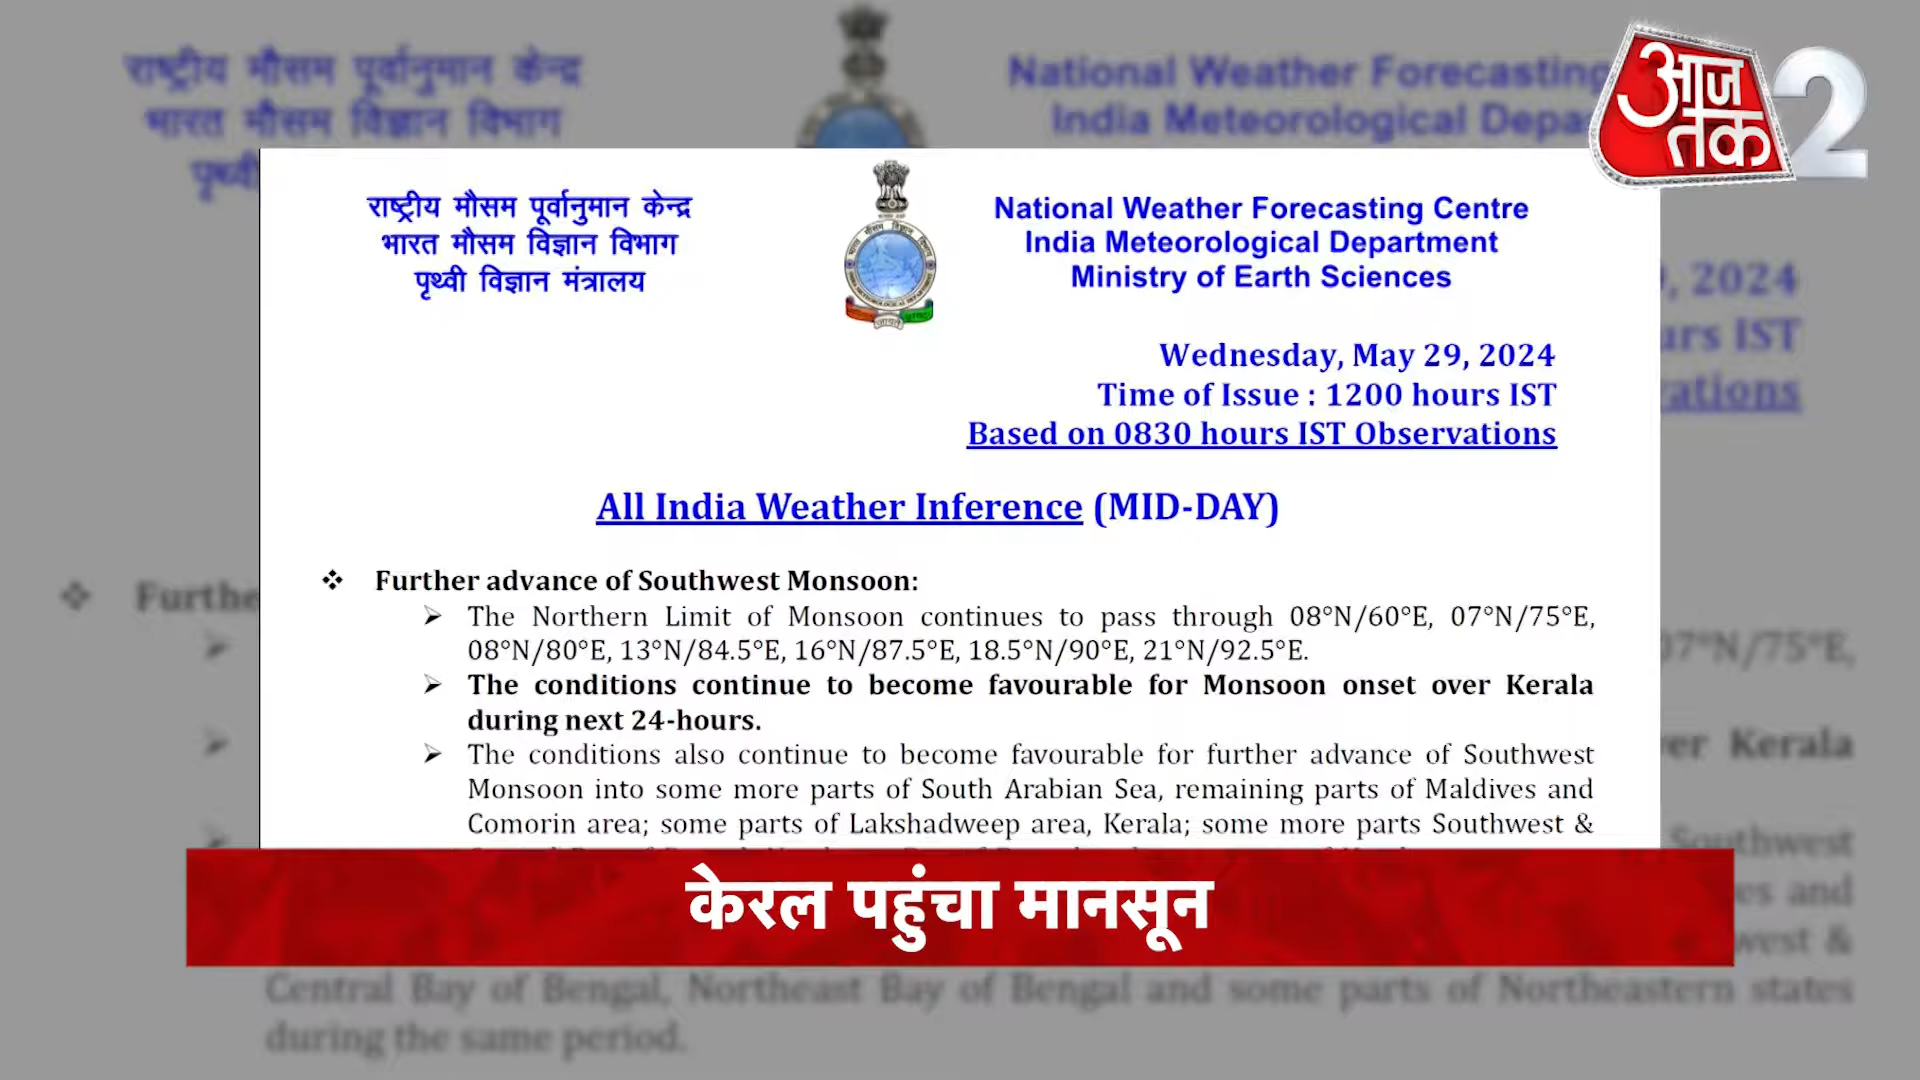 राष्ट्रीय मौसम पूर्वानुमान केन्द्र
भारत मौसम विज्ञान विभाग
पृथ्वी विज्ञान मंत्रालय
National Weather Forecasting Centre
India Meteorological Department
Ministry of Earth Sciences
आज
तक 2
Wednesday, May 29, 2024
Time of Issue : 1200 hours IST
Based on 0830 hours IST Observations
All India Weather Inference (MID-DAY)
❖ Further advance of Southwest Monsoon:
➢ The Northern Limit of Monsoon continues to pass through 08°N/60°E, 07°N/75°E,
08°N/80°E, 13°N/84.5°E, 16°N/87.5°E, 18.5°N/90°E, 21°N/92.5°E.
➢ The conditions continue to become favourable for Monsoon onset over Kerala
during next 24-hours.
➢ The conditions also continue to become favourable for further advance of Southwest
Monsoon into some more parts of South Arabian Sea, remaining parts of Maldives and
Comorin area; some parts of Lakshadweep area, Kerala; some more parts Southwest &
केरल पहुंचा मानसून
Central Bay of Bengal, Northeast Bay of Bengal and some parts of Northeastern states
during the same period.